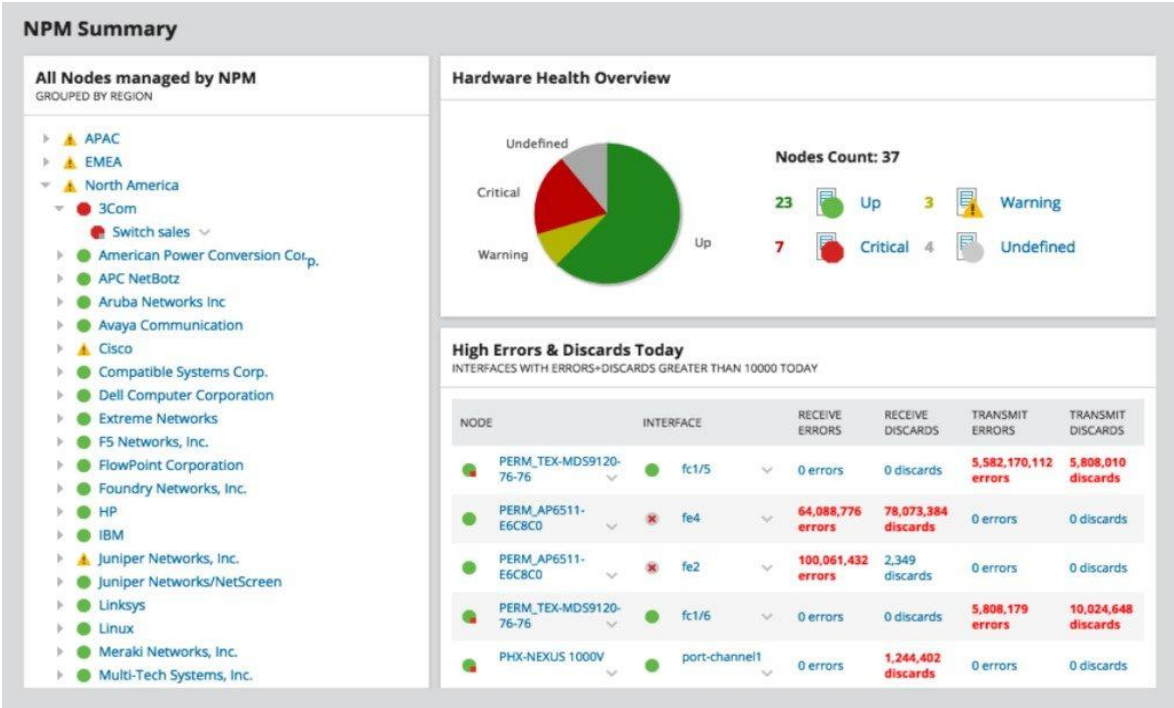 NPM Summary
All Nodes managed by NPM
GROUPED BY REGION
APAC
EMEA
North America
3Com
Switch sales
American Power Conversion Corp.
APC NetBotz
Aruba Networks Inc
Avaya Communication
Cisco
Compatible Systems Corp.
Dell Computer Corporation
Extreme Networks
F5 Networks, Inc.
FlowPoint Corporation
Foundry Networks, Inc.
HP
IBM
Juniper Networks, Inc.
Juniper Networks/NetScreen
Linksys
Linux
Meraki Networks, Inc.
Multi-Tech Systems, Inc.
Hardware Health Overview
Undefined
Critical
Warning
Up
Nodes Count: 37
23 Up 3 Warning
7 Critical 4 Undefined
High Errors & Discards Today
INTERFACES WITH ERRORS+DISCARDS GREATER THAN 10000 TODAY
NODE INTERFACE RECEIVE ERRORS RECEIVE DISCARDS TRANSMIT ERRORS TRANSMIT DISCARDS
PERM_TEX-MDS9120-76-76 fc1/5 0 errors 0 discards 5,582,170,112 errors 5,808,010 discards
PERM_AP6511-E6C8C0 fe4 64,088,776 errors 78,073,384 discards 0 errors 0 discards
PERM_AP6511-E6C8C0 fe2 100,061,432 errors 2,349 discards 0 errors 0 discards
PERM_TEX-MDS9120-76-76 fc1/6 0 errors 0 discards 5,808,179 errors 10,024,648 discards
PHX-NEXUS 1000V port-channel1 0 errors 1,244,402 discards 0 errors 0 discards